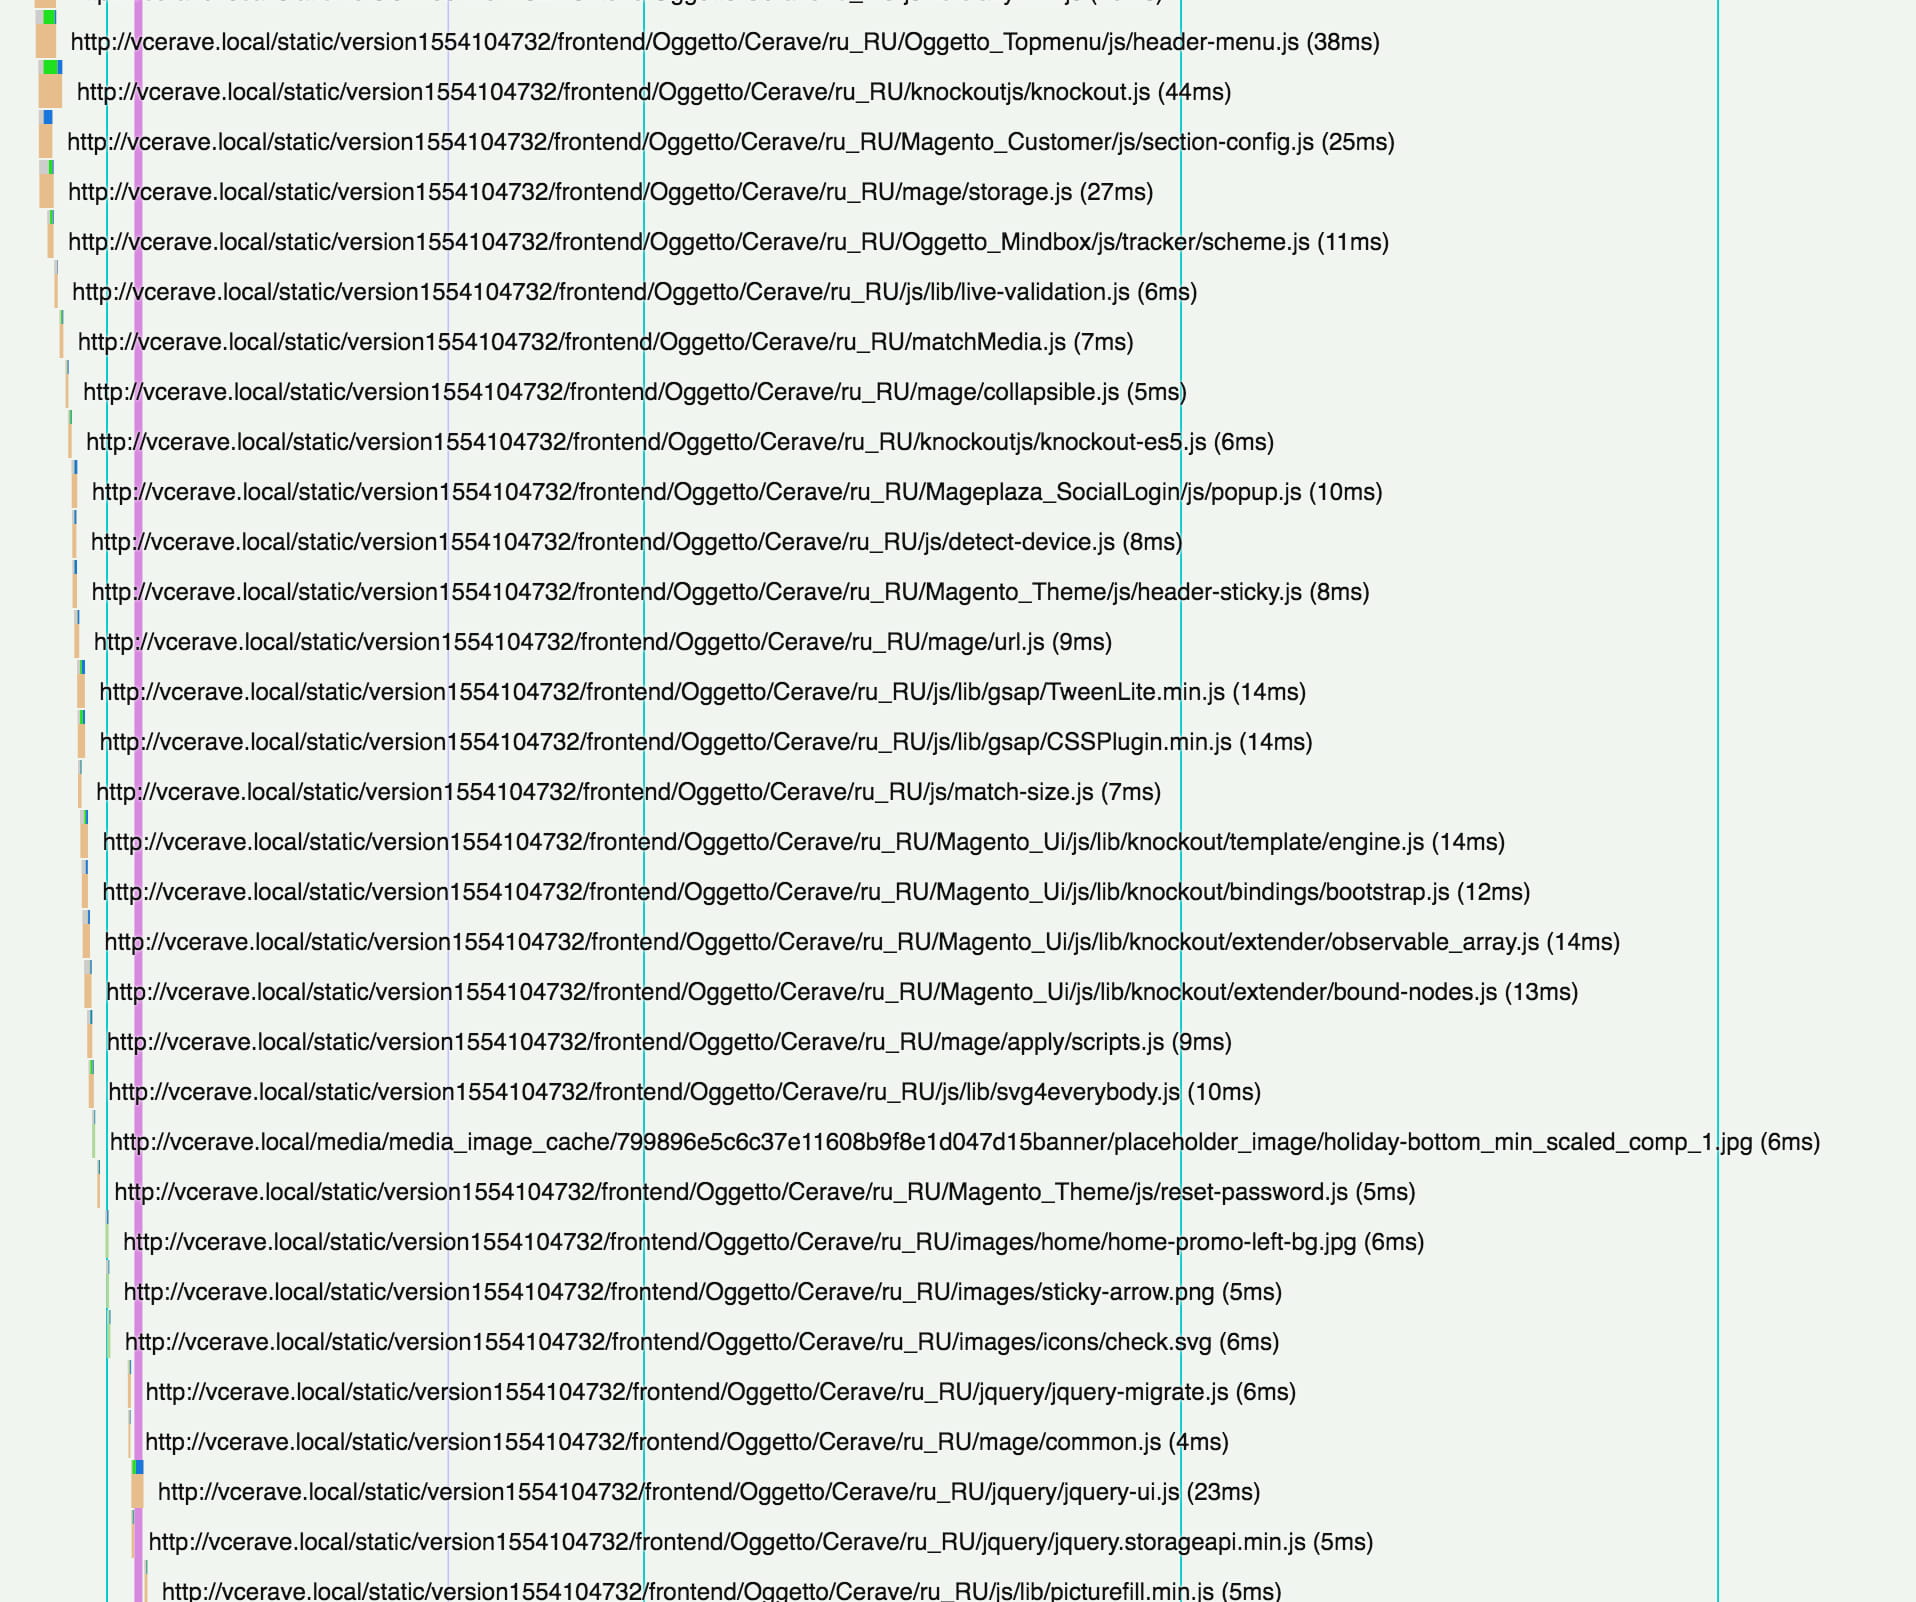 http://vcerave.local/static/version1554104732/frontend/Oggetto/Cerave/ru_RU/Oggetto_Topmenu/js/header-menu.js (38ms)
http://vcerave.local/static/version1554104732/frontend/Oggetto/Cerave/ru_RU/knockoutjs/knockout.js (44ms)
http://vcerave.local/static/version1554104732/frontend/Oggetto/Cerave/ru_RU/Magento_Customer/js/section-config.js (25ms)
http://vcerave.local/static/version1554104732/frontend/Oggetto/Cerave/ru_RU/mage/storage.js (27ms)
http://vcerave.local/static/version1554104732/frontend/Oggetto/Cerave/ru_RU/Oggetto_Mindbox/js/tracker/scheme.js (11ms)
http://vcerave.local/static/version1554104732/frontend/Oggetto/Cerave/ru_RU/js/lib/live-validation.js (6ms)
http://vcerave.local/static/version1554104732/frontend/Oggetto/Cerave/ru_RU/matchMedia.js (7ms)
http://vcerave.local/static/version1554104732/frontend/Oggetto/Cerave/ru_RU/mage/collapsible.js (5ms)
http://vcerave.local/static/version1554104732/frontend/Oggetto/Cerave/ru_RU/knockoutjs/knockout-es5.js (6ms)
http://vcerave.local/static/version1554104732/frontend/Oggetto/Cerave/ru_RU/Mageplaza_SocialLogin/js/popup.js (10ms)
http://vcerave.local/static/version1554104732/frontend/Oggetto/Cerave/ru_RU/js/detect-device.js (8ms)
http://vcerave.local/static/version1554104732/frontend/Oggetto/Cerave/ru_RU/Magento_Theme/js/header-sticky.js (8ms)
http://vcerave.local/static/version1554104732/frontend/Oggetto/Cerave/ru_RU/mage/url.js (9ms)
http://vcerave.local/static/version1554104732/frontend/Oggetto/Cerave/ru_RU/js/lib/gsap/TweenLite.min.js (14ms)
http://vcerave.local/static/version1554104732/frontend/Oggetto/Cerave/ru_RU/js/lib/gsap/CSSPlugin.min.js (14ms)
http://vcerave.local/static/version1554104732/frontend/Oggetto/Cerave/ru_RU/js/match-size.js (7ms)
http://vcerave.local/static/version1554104732/frontend/Oggetto/Cerave/ru_RU/Magento_Ui/js/lib/knockout/template/engine.js (14ms)
http://vcerave.local/static/version1554104732/frontend/Oggetto/Cerave/ru_RU/Magento_Ui/js/lib/knockout/bindings/bootstrap.js (12ms)
http://vcerave.local/static/version1554104732/frontend/Oggetto/Cerave/ru_RU/Magento_Ui/js/lib/knockout/extender/observable_array.js (14ms)
http://vcerave.local/static/version1554104732/frontend/Oggetto/Cerave/ru_RU/Magento_Ui/js/lib/knockout/extender/bound-nodes.js (13ms)
http://vcerave.local/static/version1554104732/frontend/Oggetto/Cerave/ru_RU/mage/apply/scripts.js (9ms)
http://vcerave.local/static/version1554104732/frontend/Oggetto/Cerave/ru_RU/js/lib/svg4everybody.js (10ms)
http://vcerave.local/media/media_image_cache/799896e5c6c37e11608b9f8e1d047d15banner/placeholder_image/holiday-bottom_min_scaled_comp_1.jpg (6ms)
http://vcerave.local/static/version1554104732/frontend/Oggetto/Cerave/ru_RU/Magento_Theme/js/reset-password.js (5ms)
http://vcerave.local/static/version1554104732/frontend/Oggetto/Cerave/ru_RU/images/home/home-promo-left-bg.jpg (6ms)
http://vcerave.local/static/version1554104732/frontend/Oggetto/Cerave/ru_RU/images/sticky-arrow.png (5ms)
http://vcerave.local/static/version1554104732/frontend/Oggetto/Cerave/ru_RU/images/icons/check.svg (6ms)
http://vcerave.local/static/version1554104732/frontend/Oggetto/Cerave/ru_RU/jquery/jquery-migrate.js (6ms)
http://vcerave.local/static/version1554104732/frontend/Oggetto/Cerave/ru_RU/mage/common.js (4ms)
http://vcerave.local/static/version1554104732/frontend/Oggetto/Cerave/ru_RU/jquery/jquery-ui.js (23ms)
http://vcerave.local/static/version1554104732/frontend/Oggetto/Cerave/ru_RU/jquery/jquery.storageapi.min.js (5ms)
http://vcerave.local/static/version1554104732/frontend/Oggetto/Cerave/ru_RU/js/lib/picturefill.min.js (5ms)